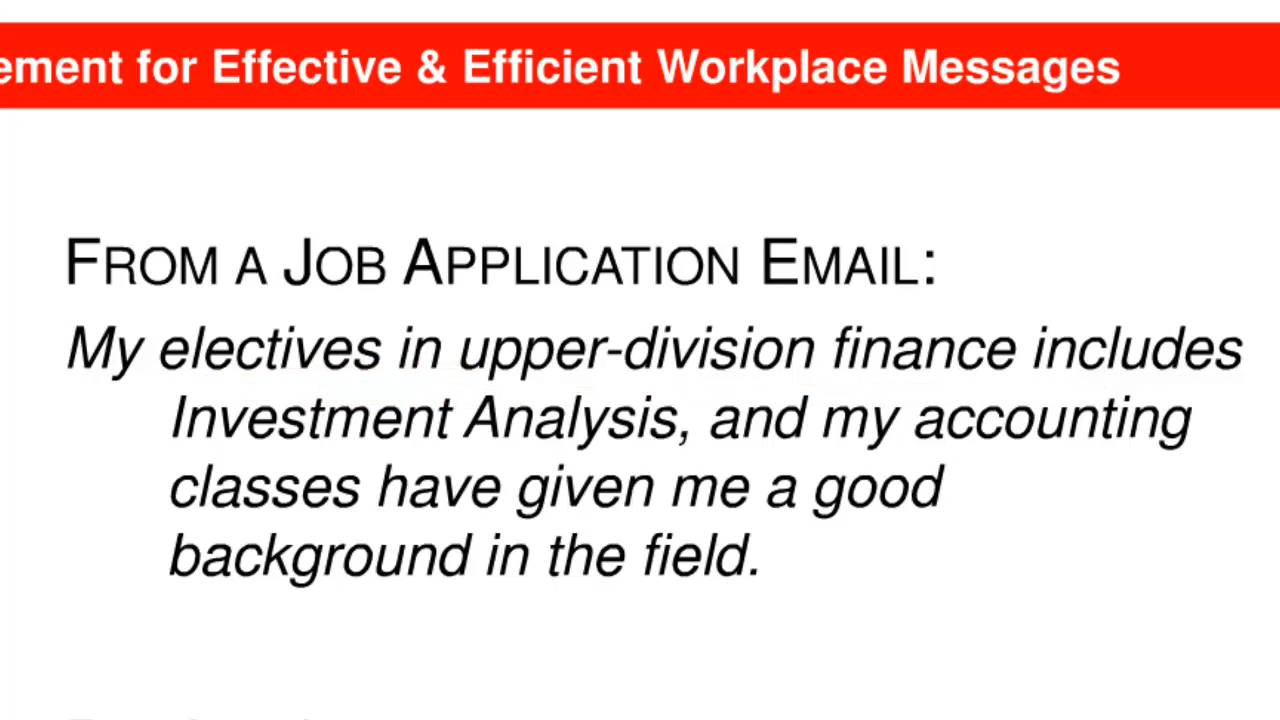 ement for Effective & Efficient Workplace Messages
FROM A JOB APPLICATION EMAIL:
My electives in upper-division finance includes
Investment Analysis, and my accounting
classes have given me a good
background in the field.